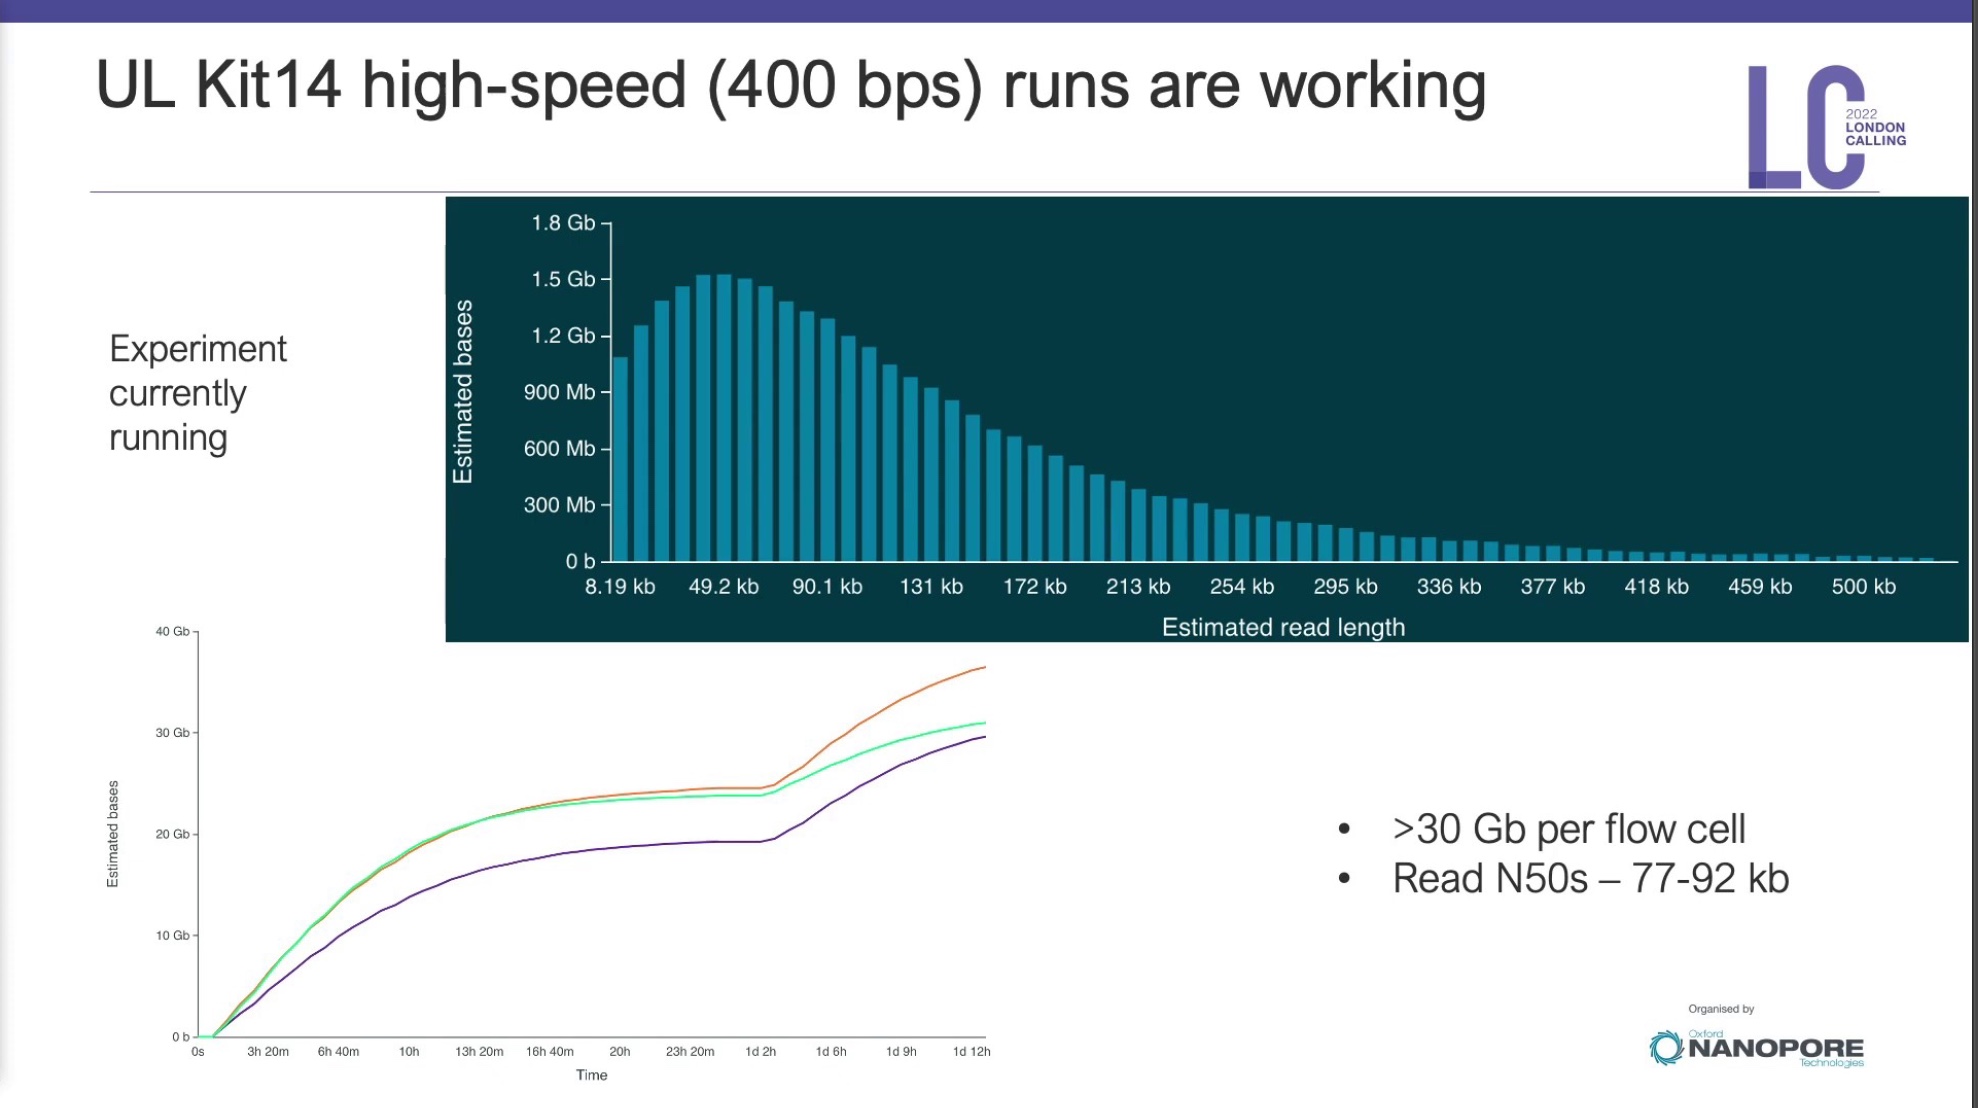 UL Kit14 high-speed (400 bps) runs are working
LC
2022
LONDON
CALLING
Experiment
currently
running
Estimated bases
1.8 Gb
1.5 Gb
1.2 Gb
900 Mb
600 Mb
300 Mb
0 b
8.19 kb 49.2 kb 90.1 kb 131 kb 172 kb 213 kb 254 kb 295 kb 336 kb 377 kb 418 kb 459 kb 500 kb
Estimated read length
Estimated bases
40 Gb
30 Gb
20 Gb
10 Gb
0 b
0s 3h 20m 6h 40m 10h 13h 20m 16h 40m 20h 23h 20m 1d 2h 1d 6h 1d 9h 1d 12h
Time
• >30 Gb per flow cell
• Read N50s – 77-92 kb
Organised by
Oxford
NANOPORE
Technologies